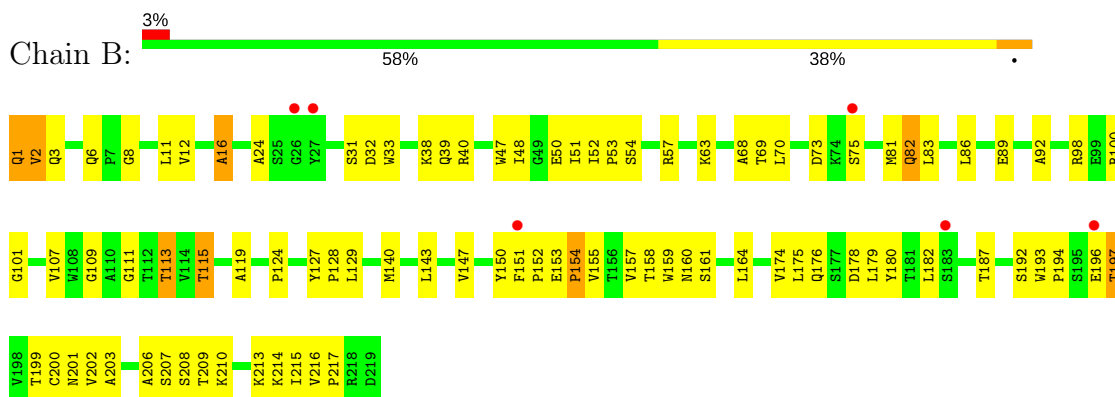 3%
Chain B:
58% 38% •
Q1 V2 Q3 Q6 P7 G8 L11 V12 A16 A24 S25 G26 Y27 S31 D32 W33 K38 Q39 R40 W47 I48 G49 E50 I51 I52 P53 S54 R57 K63 A68 T69 L70 D73 K74 S75 M81 Q82 L83 L86 E89 A92 R98 E99
G101 V107 W108 G109 A110 G111 T112 T113 V114 T115 A119 P124 Y127 P128 L129 M140 L143 V147 Y150 F151 P152 E153 P154 V155 T156 V157 T158 W159 N160 S161 L164 V174 L175 Q176 S177 D178 L179 Y180 T181 L182 S183 T187 S192 W193 P194 S195 E196 T197
V198 T199 C200 N201 V202 A203 A206 S207 S208 T209 K210 K213 K214 I215 V216 P217 R218 D219